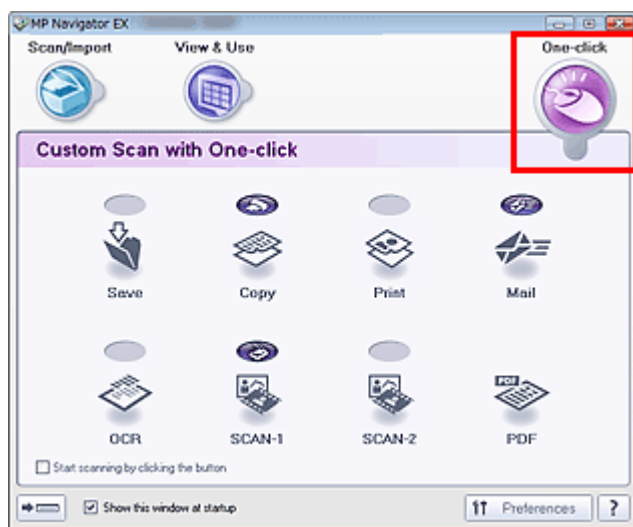 MP Navigator EX
Scan/Import View & Use One-click
Custom Scan with One-click
Save Copy Print Mail
PDF
OCR SCAN-1 SCAN-2 PDF
Start scanning by clicking the button
Show this window at startup Preferences ?